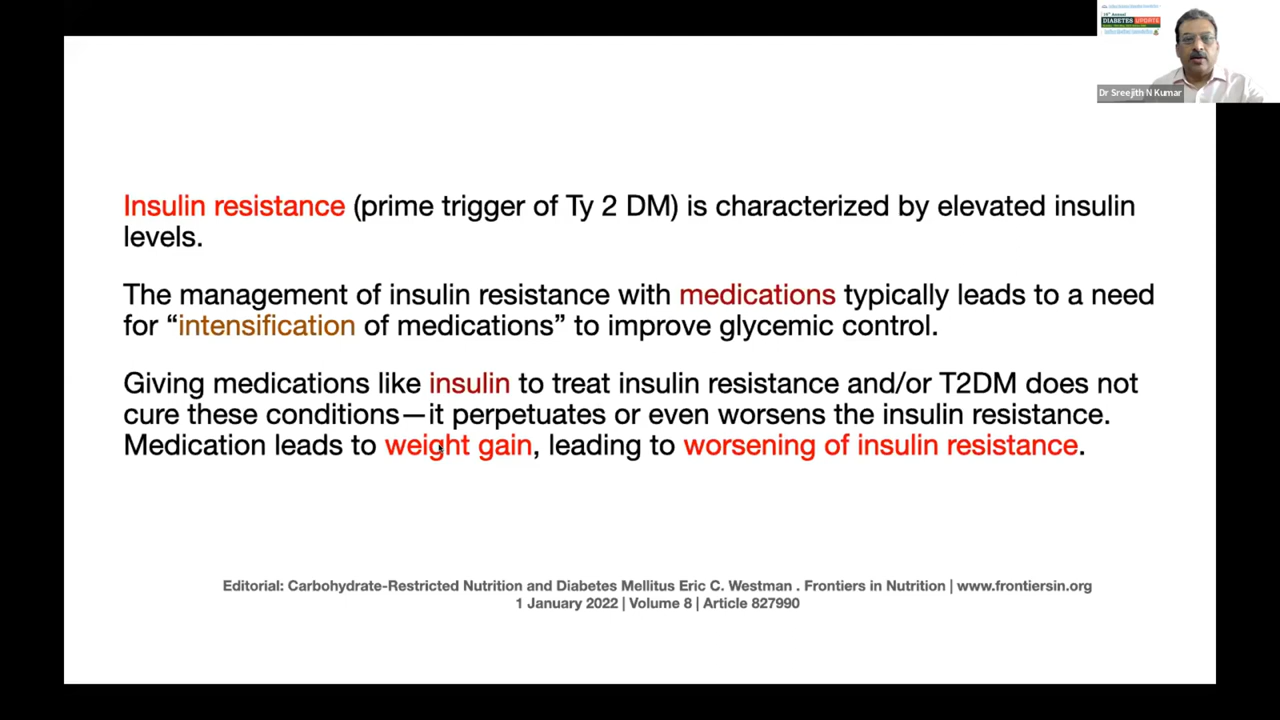 DIABETES UPDATE
Dr Sreejith N Kumar
Insulin resistance (prime trigger of Ty 2 DM) is characterized by elevated insulin
levels.
The management of insulin resistance with medications typically leads to a need
for “intensification of medications” to improve glycemic control.
Giving medications like insulin to treat insulin resistance and/or T2DM does not
cure these conditions—it perpetuates or even worsens the insulin resistance.
Medication leads to weight gain, leading to worsening of insulin resistance.
Editorial: Carbohydrate-Restricted Nutrition and Diabetes Mellitus Eric C. Westman . Frontiers in Nutrition | www.frontiersin.org
1 January 2022 | Volume 8 | Article 827990